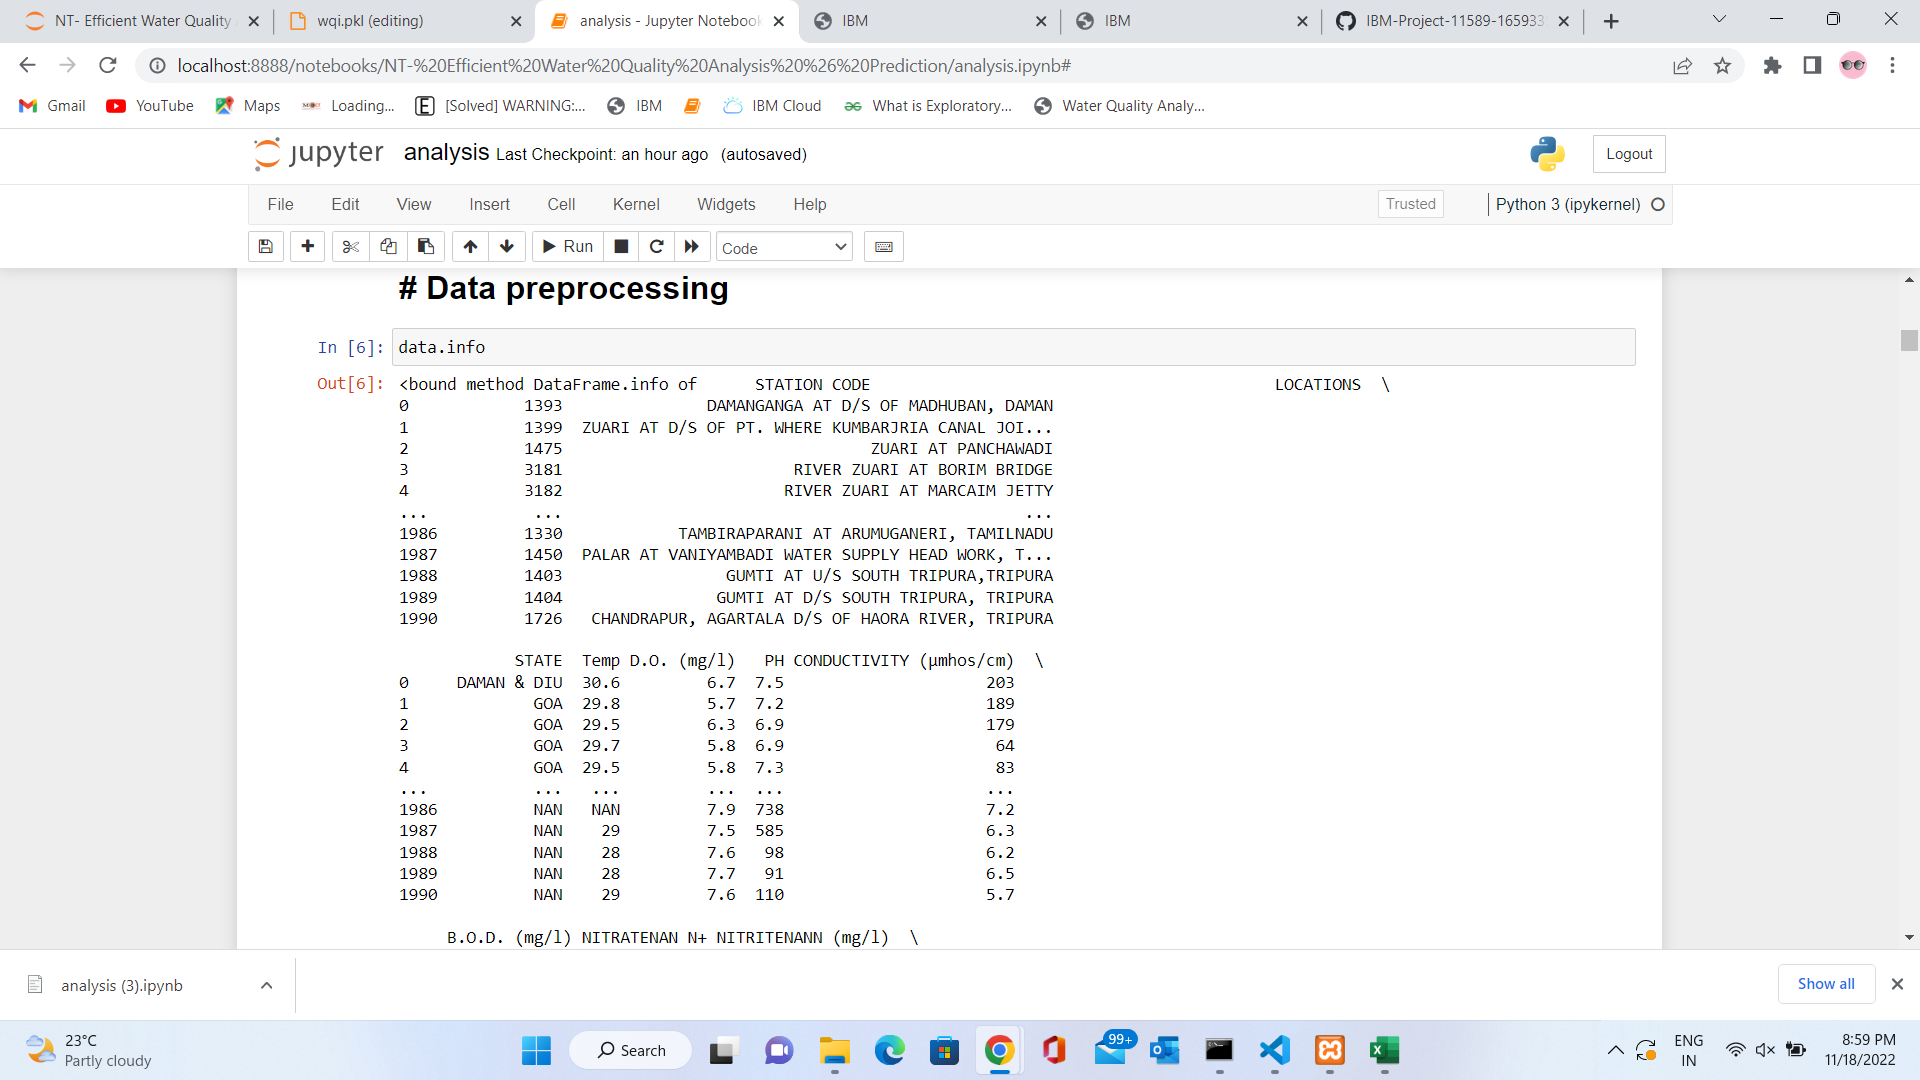 NT- Efficient Water Quality
wqi.pkl (editing)
analysis - Jupyter Notebook
IBM
IBM
IBM-Project-11589-165933
localhost:8888/notebooks/NT-%20Efficient%20Water%20Quality%20Analysis%20%26%20Prediction/analysis.ipynb#
Gmail YouTube Maps Loading... [Solved] WARNING:... IBM IBM Cloud What is Exploratory... Water Quality Analy...
jupyter analysis Last Checkpoint: an hour ago (autosaved) Logout
File Edit View Insert Cell Kernel Widgets Help Trusted Python 3 (ipykernel)
Run Code
# Data preprocessing
In [6]: data.info
Out[6]: <bound method DataFrame.info of STATION CODE LOCATIONS \
0 1393 DAMANGANGA AT D/S OF MADHUBAN, DAMAN
1 1399 ZUARI AT D/S OF PT. WHERE KUMBARJRIA CANAL JOI...
2 1475 ZUARI AT PANCHAWADI
3 3181 RIVER ZUARI AT BORIM BRIDGE
4 3182 RIVER ZUARI AT MARCAIM JETTY
... ... ...
1986 1330 TAMBIRAPARANI AT ARUMUGANERI, TAMILNADU
1987 1450 PALAR AT VANIYAMBADI WATER SUPPLY HEAD WORK, T...
1988 1403 GUMTI AT U/S SOUTH TRIPURA,TRIPURA
1989 1404 GUMTI AT D/S SOUTH TRIPURA, TRIPURA
1990 1726 CHANDRAPUR, AGARTALA D/S OF HAORA RIVER, TRIPURA
STATE Temp D.O. (mg/l) PH CONDUCTIVITY (µmhos/cm) \
0 DAMAN & DIU 30.6 6.7 7.5 203
1 GOA 29.8 5.7 7.2 189
2 GOA 29.5 6.3 6.9 179
3 GOA 29.7 5.8 6.9 64
4 GOA 29.5 5.8 7.3 83
... ... ... ... ... ...
1986 NAN NAN 7.9 738 7.2
1987 NAN 29 7.5 585 6.3
1988 NAN 28 7.6 98 6.2
1989 NAN 28 7.7 91 6.5
1990 NAN 29 7.6 110 5.7
B.O.D. (mg/l) NITRATENAN N+ NITRITENANN (mg/l) \
analysis (3).ipynb Show all
23°C
Partly cloudy
Search
99+
ENG
IN
8:59 PM
11/18/2022